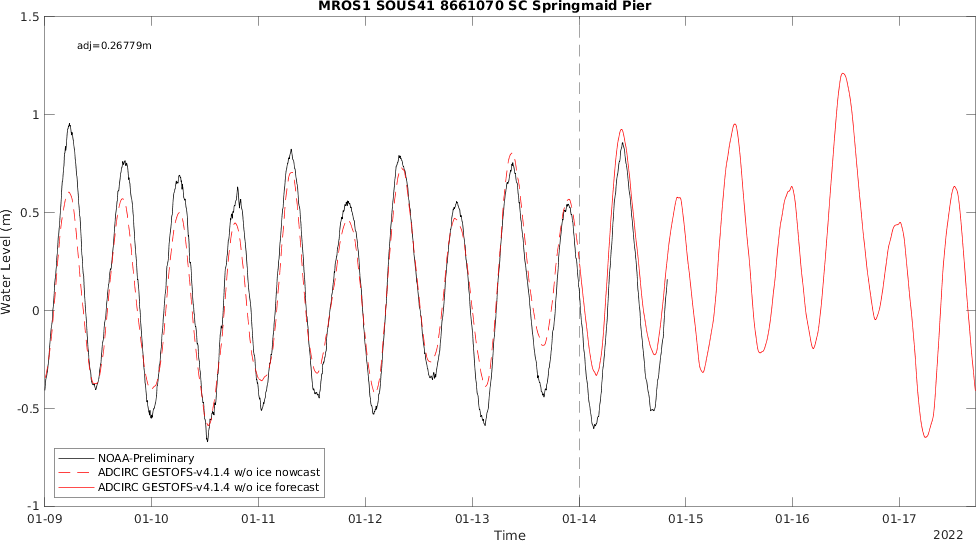 MROS1 SOUS41 8661070 SC Springmaid Pier
1.5
adj=0.26779m
1
0.5
0
-0.5
-1
Water Level (m)
NOAA-Preliminary
ADCIRC GESTOFS-v4.1.4 w/o ice nowcast
ADCIRC GESTOFS-v4.1.4 w/o ice forecast
01-09 01-10 01-11 01-12 01-13 01-14 01-15 01-16 01-17
Time
2022